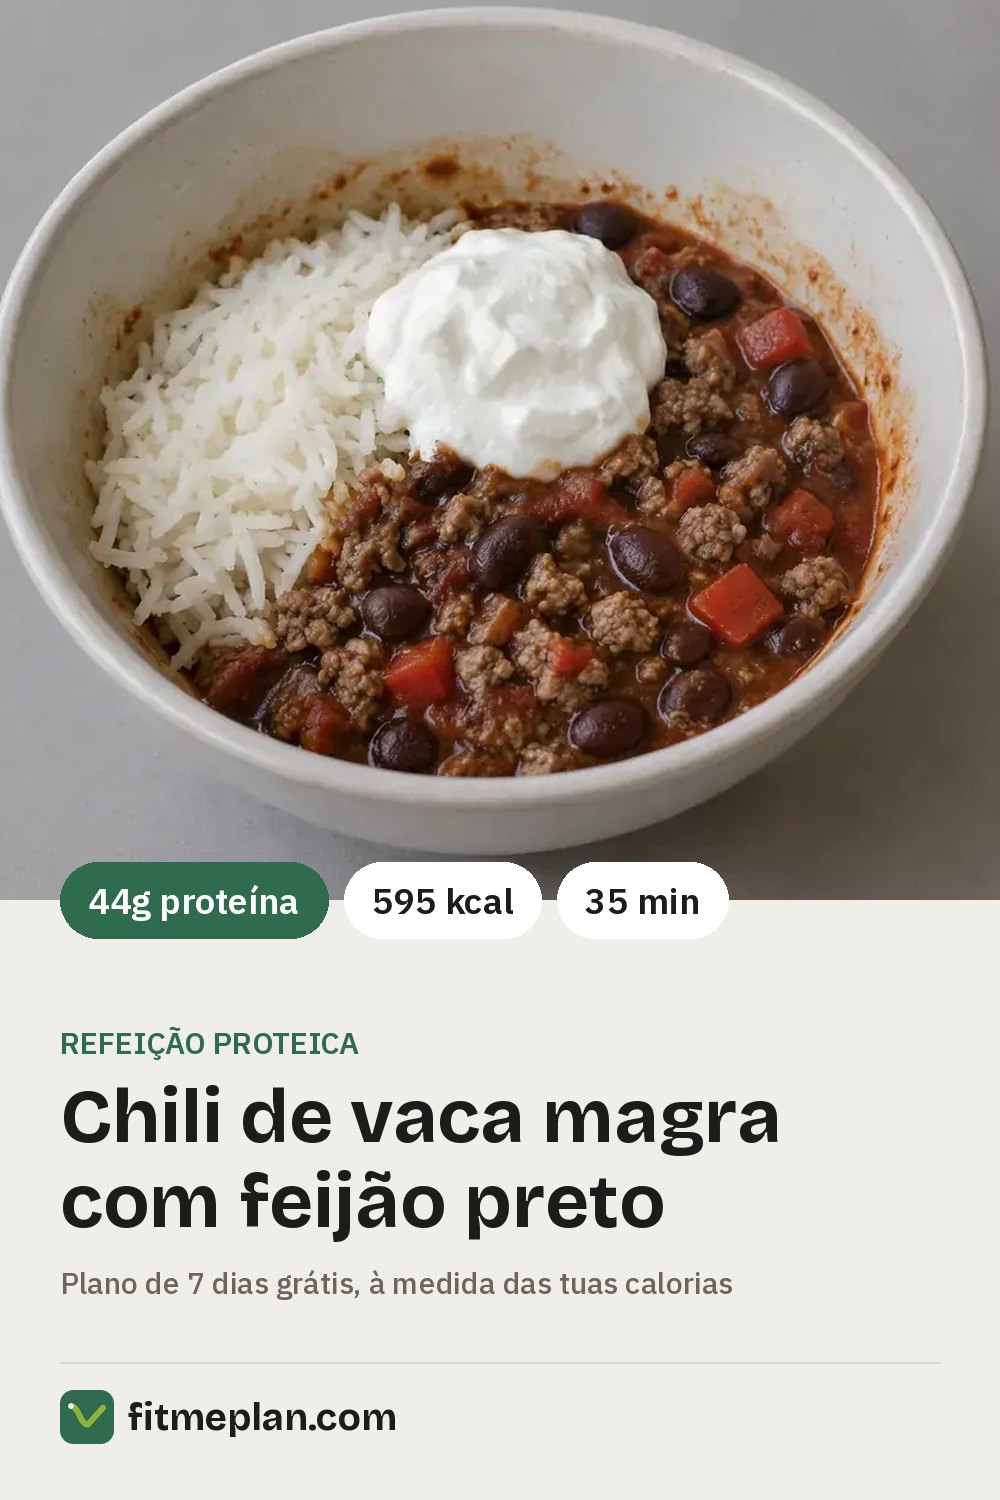 44g proteína
595 kcal
35 min
REFEIÇÃO PROTEICA
Chili de vaca magra
com feijão preto
Plano de 7 dias grátis, à medida das tuas calorias
fitmeplan.com